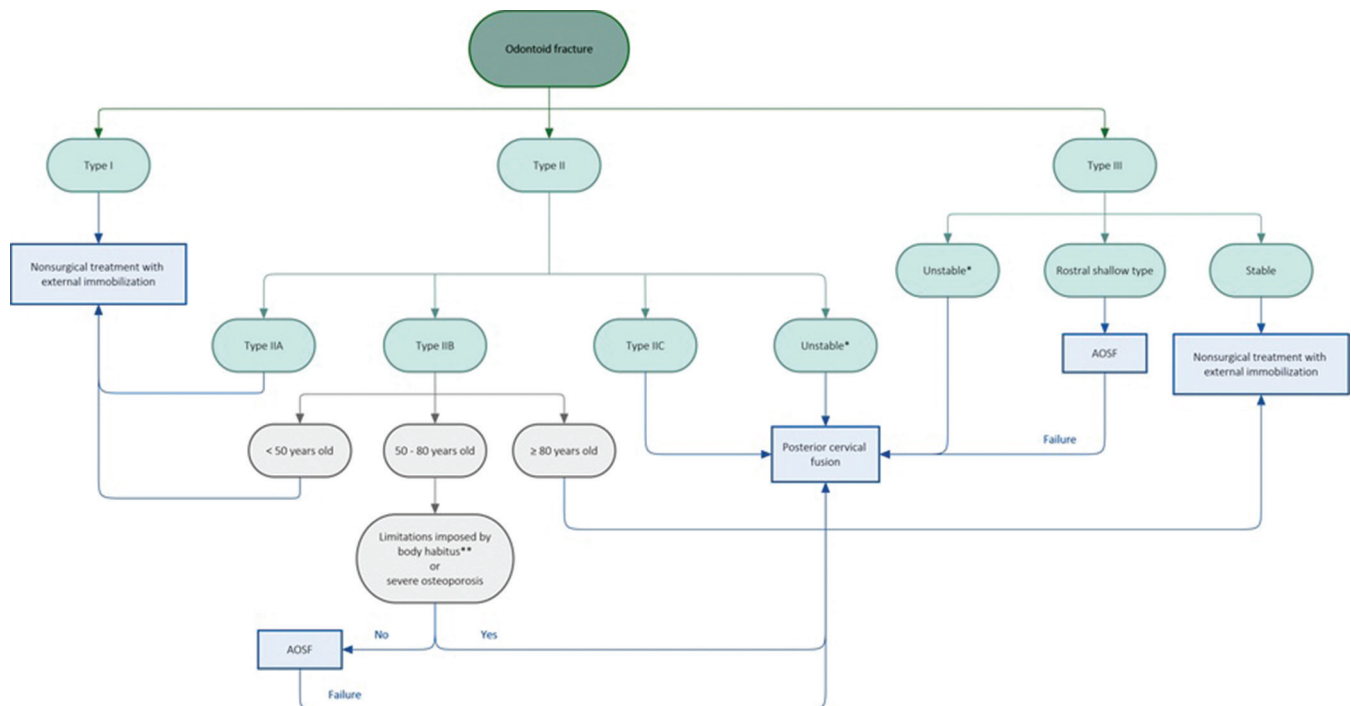 Odontoid fracture
Type I
Type II
Type III
Nonsurgical treatment with
external immobilization
Unstable*
Rostral shallow type
Stable
Type IIA
Type IIB
Type IIC
Unstable*
AOSF
Nonsurgical treatment with
external immobilization
< 50 years old
50 - 80 years old
≥ 80 years old
Posterior cervical
fusion
Failure
Limitations imposed by
body habitus**
or
severe osteoporosis
No
Yes
AOSF
Failure